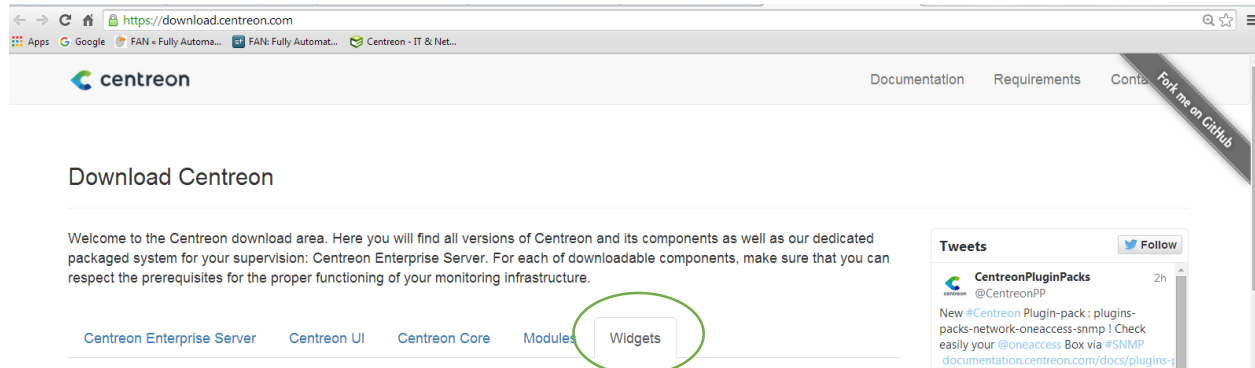 https://download.centreon.com
Apps Google FAN « Fully Automa... FAN: Fully Automat... Centreon - IT & Net...
centreon
Documentation Requirements
Fork me on GitHub
Download Centreon
Welcome to the Centreon download area. Here you will find all versions of Centreon and its components as well as our dedicated
packaged system for your supervision: Centreon Enterprise Server. For each of downloadable components, make sure that you can
respect the prerequisites for the proper functioning of your monitoring infrastructure.
Centreon Enterprise Server Centreon UI Centreon Core Modules Widgets
Tweets Follow
CentreonPluginPacks 2h
centreon @CentreonPP
New #Centreon Plugin-pack : plugins-
packs-network-oneaccess-snmp ! Check
easily your @oneaccess Box via #SNMP
documentation.centreon.com/docs/plugins-p